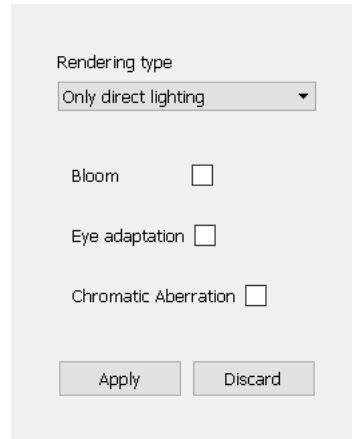 Rendering type
Only direct lighting
Bloom
Eye adaptation
Chromatic Aberration
Apply Discard